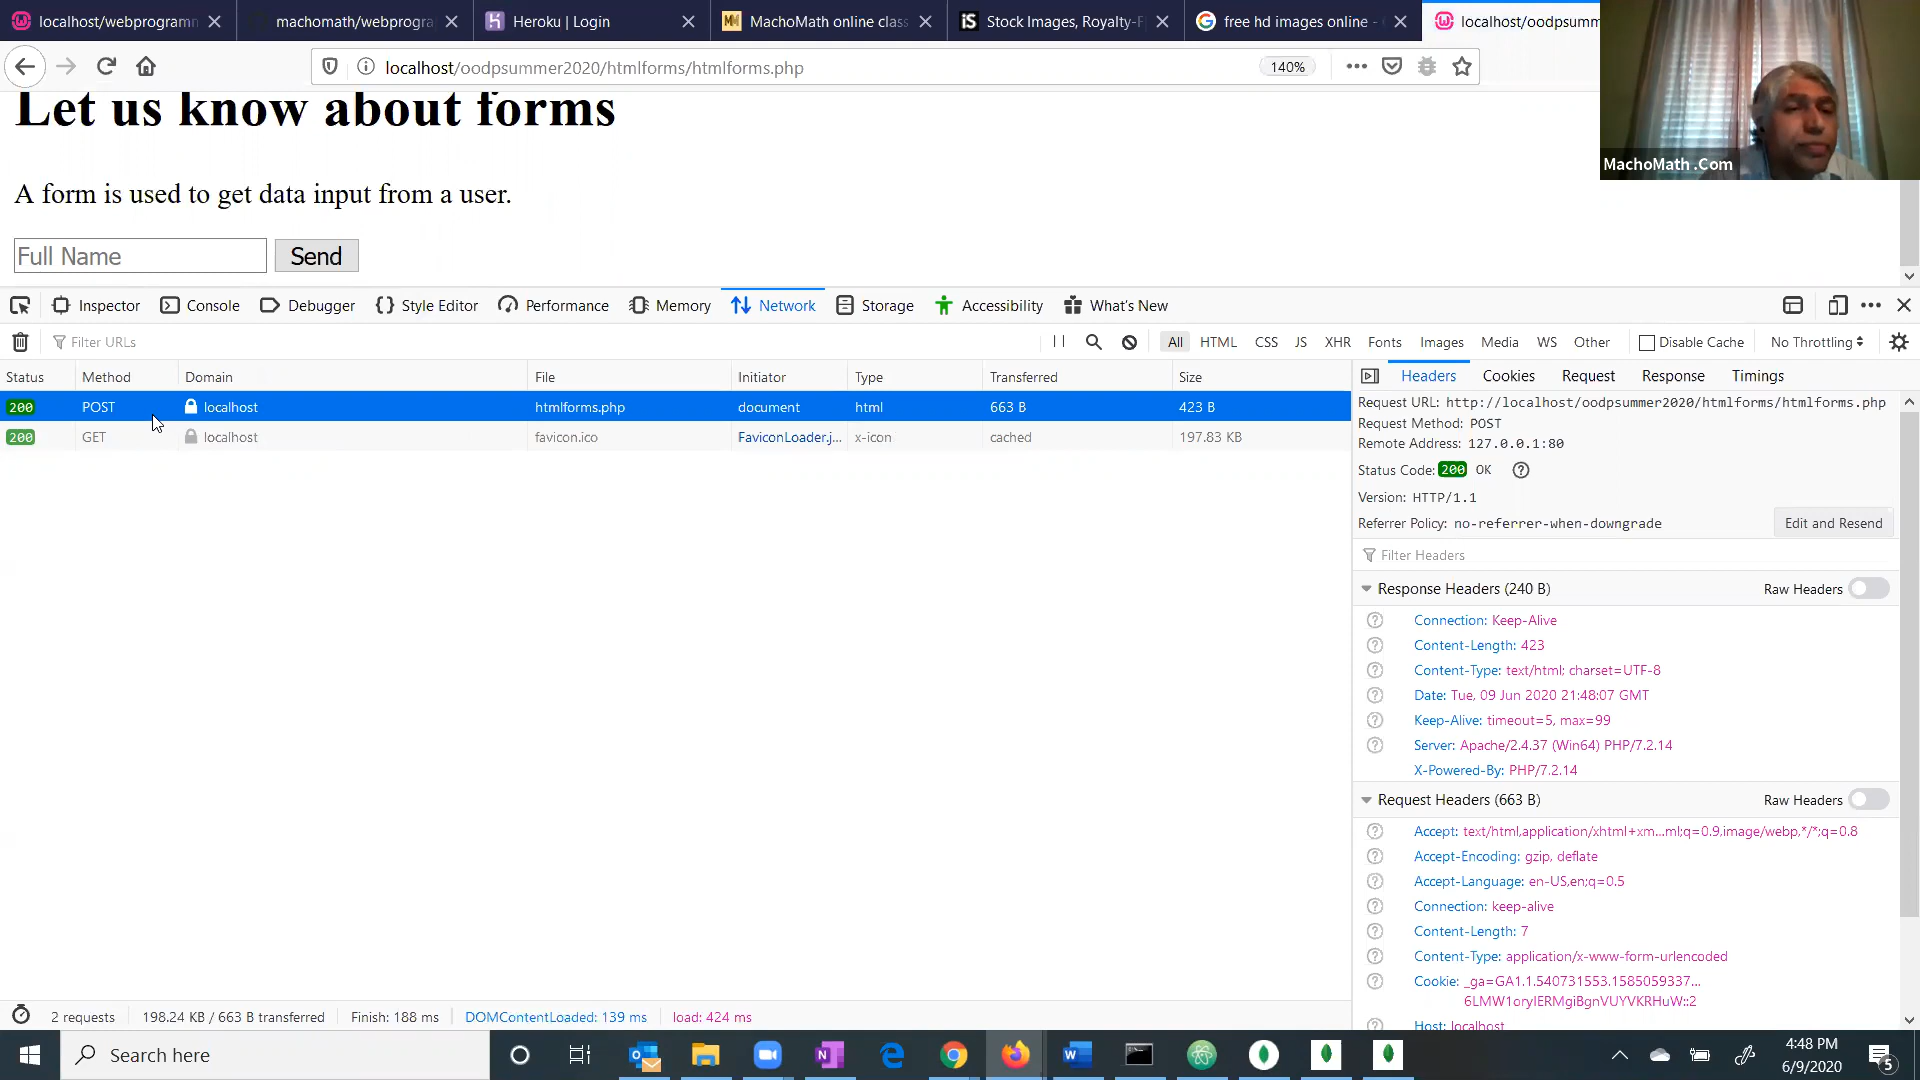 localhost/webprogramn
machomath/webprogra
Heroku | Login
MachoMath online class
Stock Images, Royalty-F
free hd images online -
localhost/oodpsumm
localhost/oodpsummer2020/htmlforms/htmlforms.php
140%
MachoMath .Com
Let us know about forms
A form is used to get data input from a user.
Full Name
Send
Inspector
Console
Debugger
Style Editor
Performance
Memory
Network
Storage
Accessibility
What's New
Filter URLs
All
HTML
CSS
JS
XHR
Fonts
Images
Media
WS
Other
Disable Cache
No Throttling
Status Method Domain File Initiator Type Transferred Size
200 POST localhost htmlforms.php document html 663 B 423 B
200 GET localhost favicon.ico FaviconLoader.j... x-icon cached 197.83 KB
Headers
Cookies
Request
Response
Timings
Request URL: http://localhost/oodpsummer2020/htmlforms/htmlforms.php
Request Method: POST
Remote Address: 127.0.0.1:80
Status Code: 200 OK
Version: HTTP/1.1
Referrer Policy: no-referrer-when-downgrade
Edit and Resend
Filter Headers
Response Headers (240 B)
Raw Headers
Connection: Keep-Alive
Content-Length: 423
Content-Type: text/html; charset=UTF-8
Date: Tue, 09 Jun 2020 21:48:07 GMT
Keep-Alive: timeout=5, max=99
Server: Apache/2.4.37 (Win64) PHP/7.2.14
X-Powered-By: PHP/7.2.14
Request Headers (663 B)
Raw Headers
Accept: text/html,application/xhtml+xm...ml;q=0.9,image/webp,*/*;q=0.8
Accept-Encoding: gzip, deflate
Accept-Language: en-US,en;q=0.5
Connection: keep-alive
Content-Length: 7
Content-Type: application/x-www-form-urlencoded
Cookie: _ga=GA1.1.540731553.1585059337...
Host: localhost
2 requests
198.24 KB / 663 B transferred
Finish: 188 ms
DOMContentLoaded: 139 ms
load: 424 ms
Search here
4:48 PM
6/9/2020
5